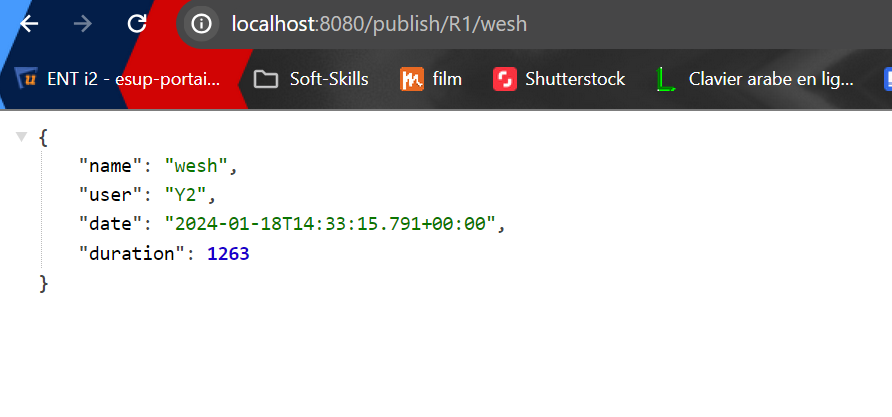 localhost:8080/publish/R1/wesh
ENT i2 - esup-portai... Soft-Skills film Shutterstock Clavier arabe en lig...
{
"name": "wesh",
"user": "Y2",
"date": "2024-01-18T14:33:15.791+00:00",
"duration": 1263
}